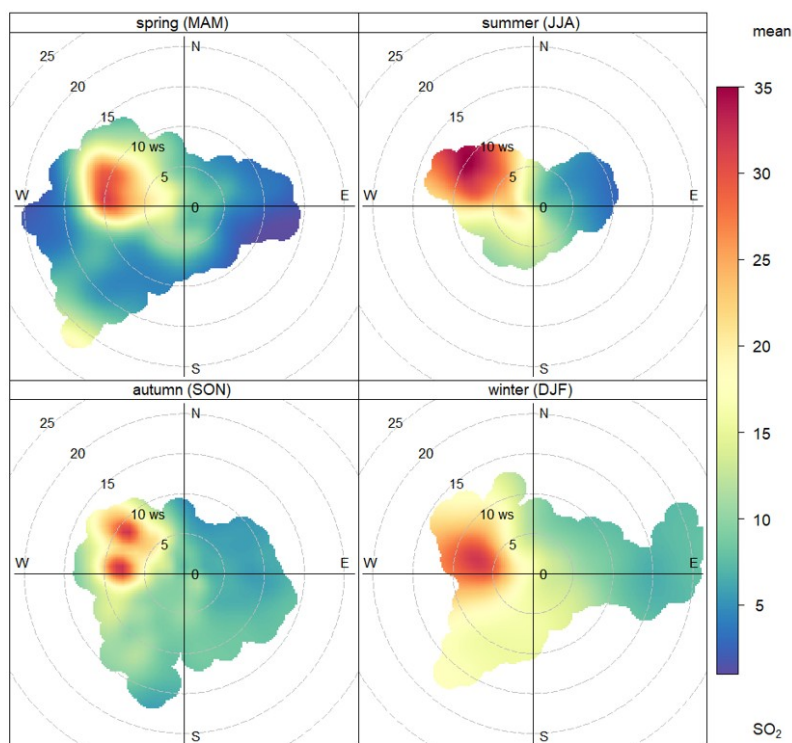 spring (MAM)
25
20
15
10 ws
5
0
N
W
E
S
summer (JJA)
25
20
15
10 ws
5
0
N
W
E
S
autumn (SON)
25
20
15
10 ws
5
0
N
W
E
S
winter (DJF)
25
20
15
10 ws
5
0
N
W
E
S
mean
35
30
25
20
15
10
5
SO₂